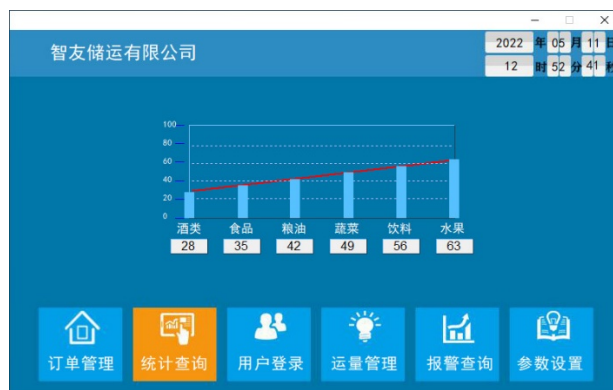 智友储运有限公司
2022 年 05 月 11 日
12 时 52 分 41 秒
100
80
60
40
20
0
酒类 食品 粮油 蔬菜 饮料 水果
28 35 42 49 56 63
订单管理 统计查询 用户登录 运量管理 报警查询 参数设置